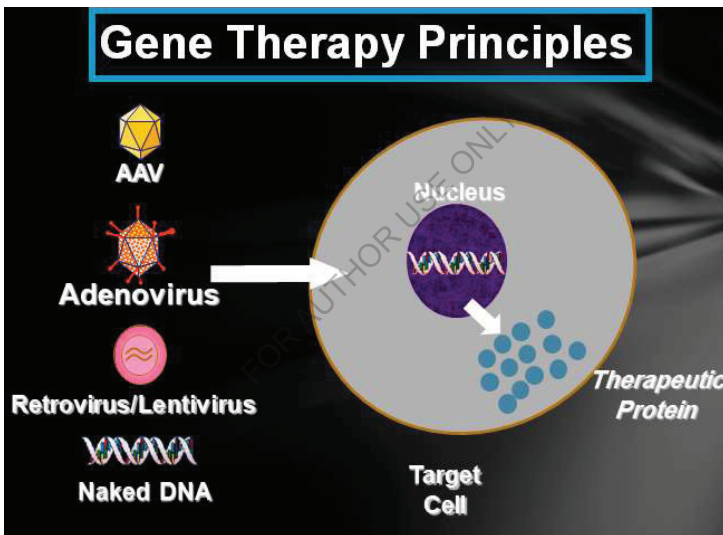 Gene Therapy Principles
AAV
Adenovirus
Retrovirus/Lentivirus
Naked DNA
Nucleus
Therapeutic
Protein
Target
Cell
FOR AUTHOR USE ONLY